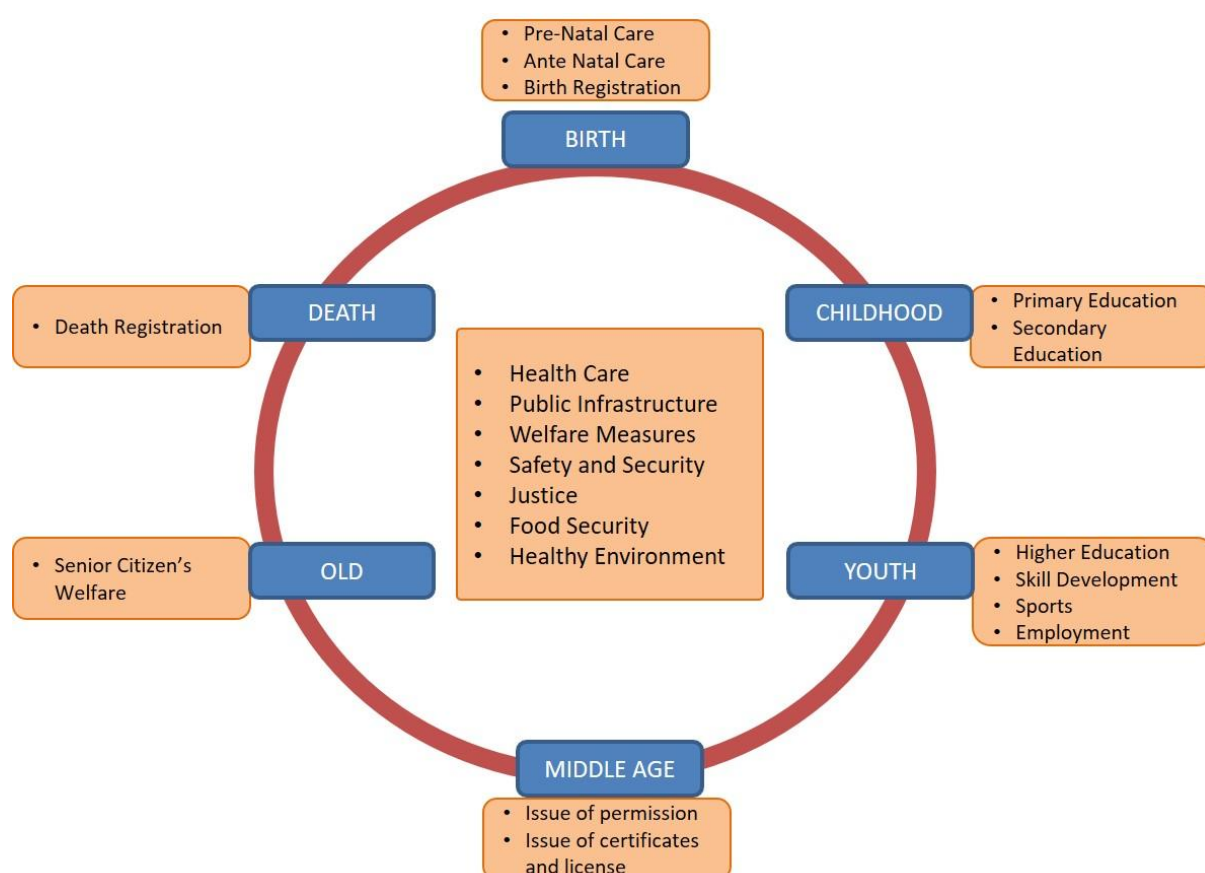 • Pre-Natal Care
• Ante Natal Care
• Birth Registration
BIRTH
DEATH
• Death Registration
CHILDHOOD
• Primary Education
• Secondary
Education
• Health Care
• Public Infrastructure
• Welfare Measures
• Safety and Security
• Justice
• Food Security
• Healthy Environment
OLD
• Senior Citizen’s
Welfare
YOUTH
• Higher Education
• Skill Development
• Sports
• Employment
MIDDLE AGE
• Issue of permission
• Issue of certificates
and license